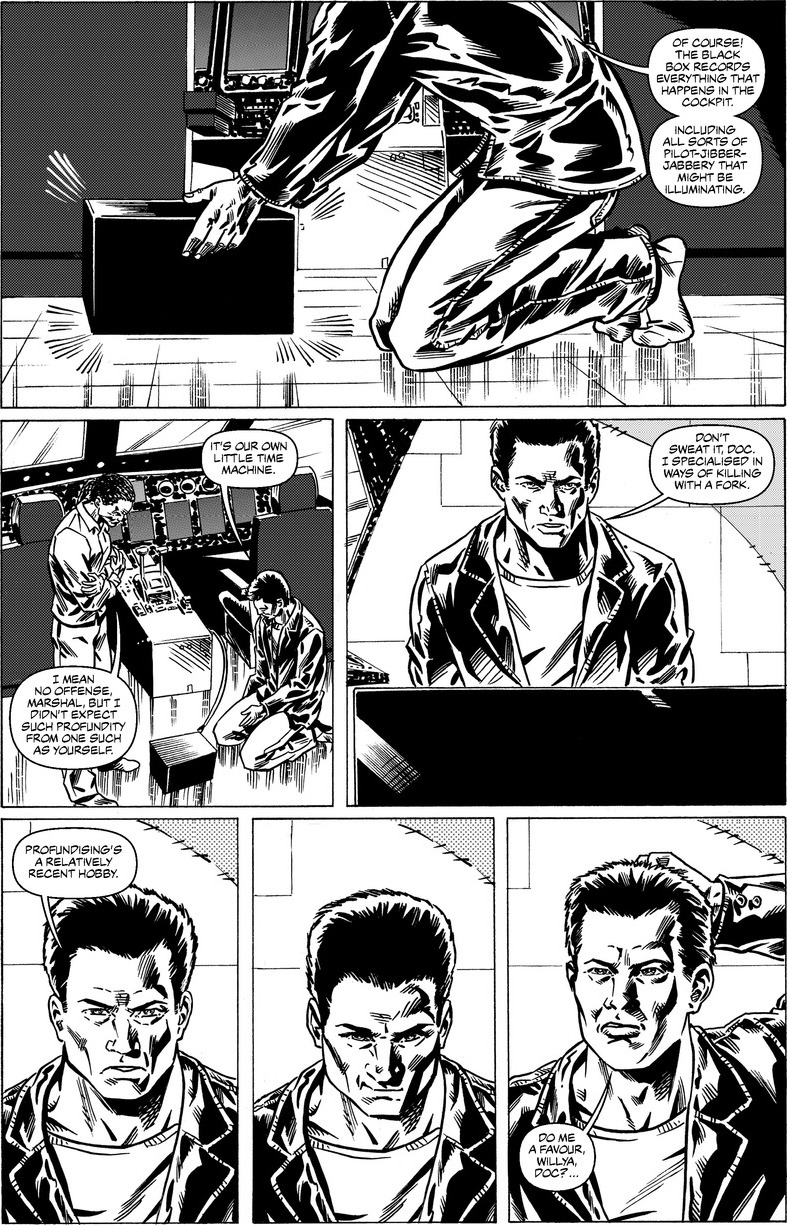 OF COURSE!
THE BLACK
BOX RECORDS
EVERYTHING THAT
HAPPENS IN THE
COCKPIT.
INCLUDING
ALL SORTS OF
PILOT-JIBBER-
JABBERY THAT
MIGHT BE
ILLUMINATING.
IT'S OUR OWN
LITTLE TIME
MACHINE.
I MEAN
NO OFFENSE,
MARSHAL, BUT I
DIDN'T EXPECT
SUCH PROFUNDITY
FROM ONE SUCH
AS YOURSELF.
DON'T
SWEAT IT, DOC.
I SPECIALISED IN
WAYS OF KILLING
WITH A FORK.
PROFUNDISING'S
A RELATIVELY
RECENT HOBBY.
DO ME
A FAVOUR,
WILLYA,
DOC?...